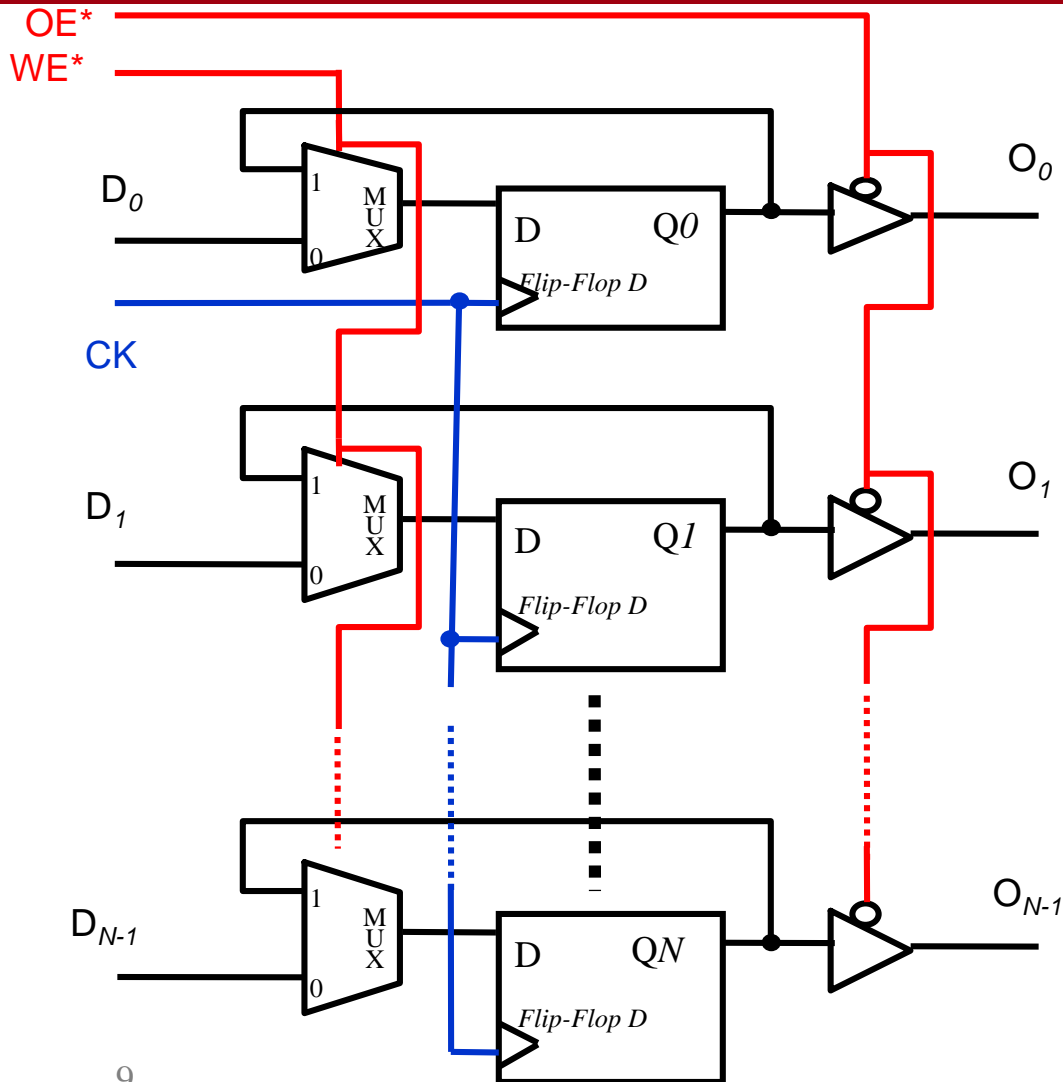 OE*
WE*
D0
1
0
MUX
D
Q0
Flip-Flop D
O0
CK
D1
1
0
MUX
D
Q1
Flip-Flop D
O1
DN-1
1
0
MUX
D
QN
Flip-Flop D
ON-1
9